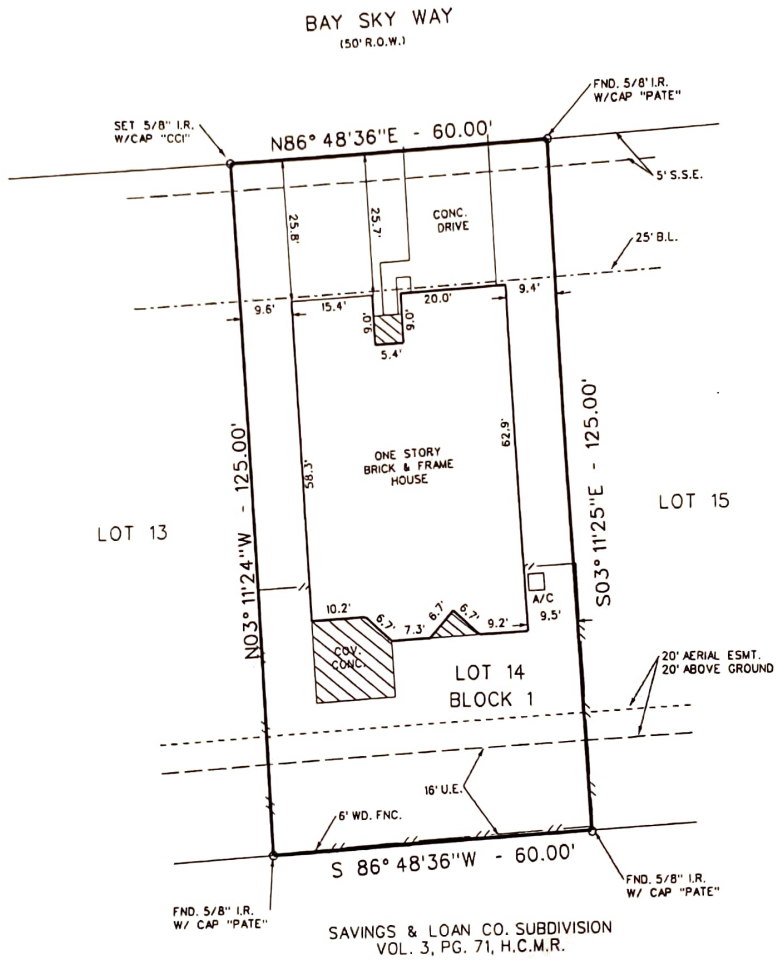 BAY SKY WAY
(50' R.O.W.)
FND. 5/8" I.R.
W/CAP "PATE"
SET 5/8" I.R.
W/CAP "CCI"
N86° 48'36"E - 60.00'
5' S.S.E.
25.8'
25.7'
CONC.
DRIVE
25' B.L.
9.6'
15.4'
9.0'
6.0'
20.0'
9.4'
5.4'
N03° 11'24"W - 125.00'
58.3'
ONE STORY
BRICK & FRAME
HOUSE
62.9'
S03° 11'25"E - 125.00'
LOT 13
LOT 15
10.2'
6.7'
7.3'
6.7'
6.7'
9.2'
A/C
9.5'
COV.
CONC.
LOT 14
BLOCK 1
20' AERIAL ESMT.
20' ABOVE GROUND
16' U.E.
6' WD. FNC.
S 86° 48'36"W - 60.00'
FND. 5/8" I.R.
W/ CAP "PATE"
FND. 5/8" I.R.
W/ CAP "PATE"
SAVINGS & LOAN CO. SUBDIVISION
VOL. 3, PG. 71, H.C.M.R.